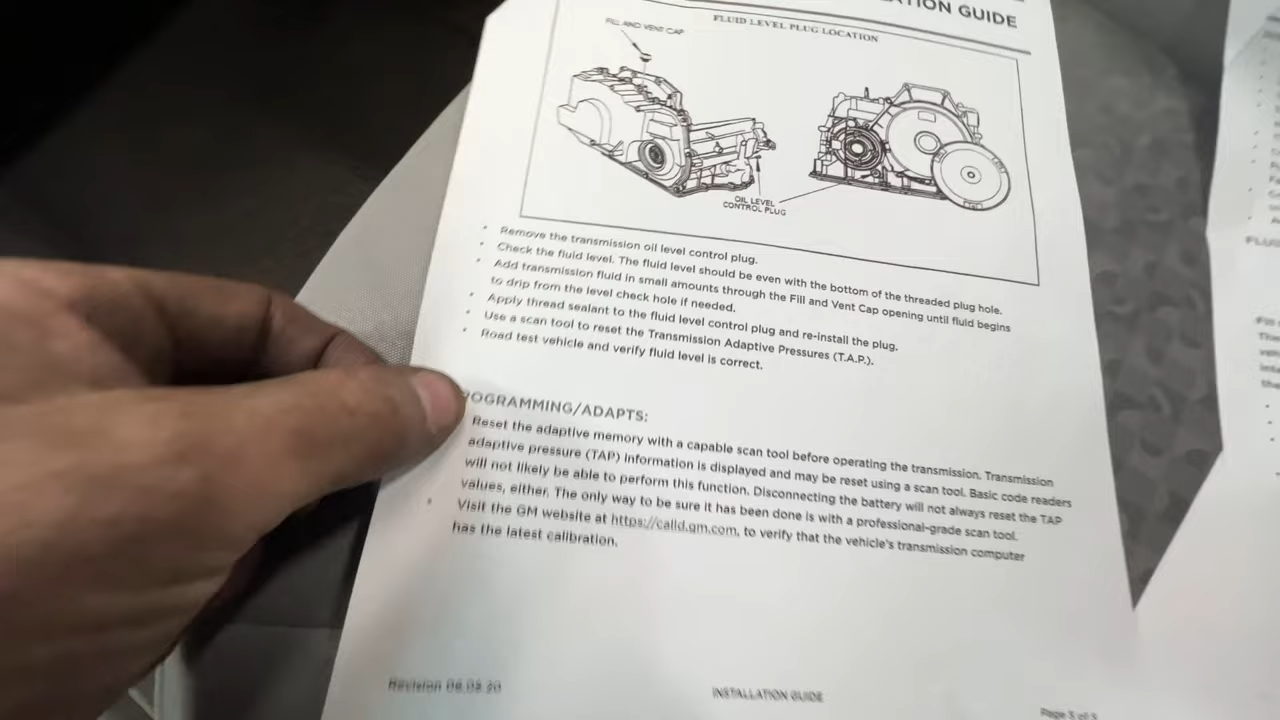 ATION GUIDE
FLUID LEVEL PLUG LOCATION
FILL AND VENT CAP
OIL LEVEL
CONTROL PLUG
• Remove the transmission oil level control plug.
• Check the fluid level. The fluid level should be even with the bottom of the threaded plug hole.
• Add transmission fluid in small amounts through the Fill and Vent Cap opening until fluid begins
to drip from the level check hole if needed.
• Apply thread sealant to the fluid level control plug and re-install the plug.
• Use a scan tool to reset the Transmission Adaptive Pressures (T.A.P.).
• Road test vehicle and verify fluid level is correct.
OGRAMMING/ADAPTS:
Reset the adaptive memory with a capable scan tool before operating the transmission. Transmission
adaptive pressure (TAP) information is displayed and may be reset using a scan tool. Basic code readers
will not likely be able to perform this function. Disconnecting the battery will not always reset the TAP
values, either. The only way to be sure it has been done is with a professional-grade scan tool.
• Visit the GM website at https://calid.gm.com, to verify that the vehicle's transmission computer
has the latest calibration.
Revision
INSTALLATION GUIDE
Page 3 of 3